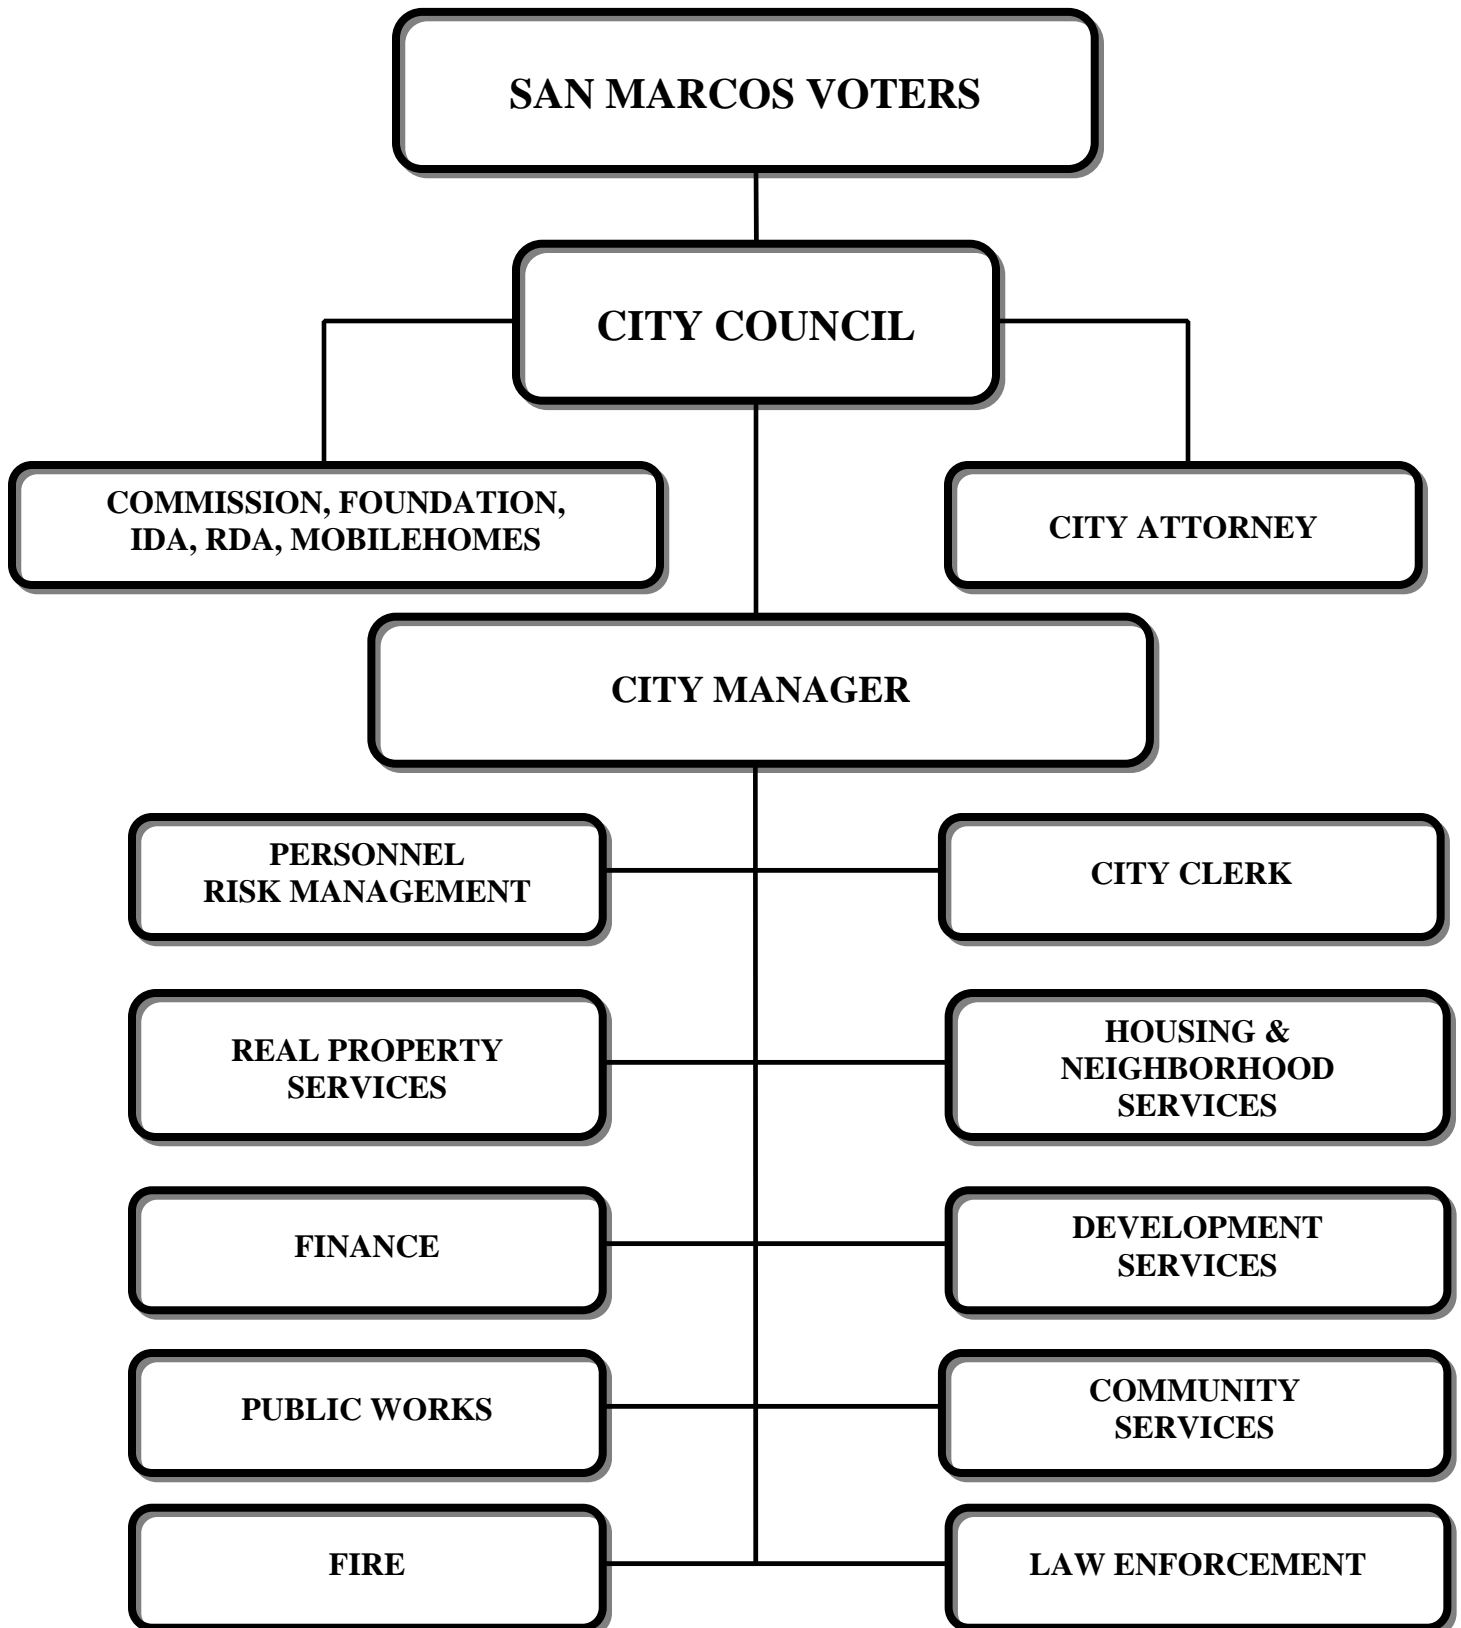 SAN MARCOS VOTERS
CITY COUNCIL
COMMISSION, FOUNDATION,
IDA, RDA, MOBILEHOMES
CITY ATTORNEY
CITY MANAGER
PERSONNEL
RISK MANAGEMENT
CITY CLERK
REAL PROPERTY
SERVICES
HOUSING &
NEIGHBORHOOD
SERVICES
FINANCE
DEVELOPMENT
SERVICES
PUBLIC WORKS
COMMUNITY
SERVICES
FIRE
LAW ENFORCEMENT